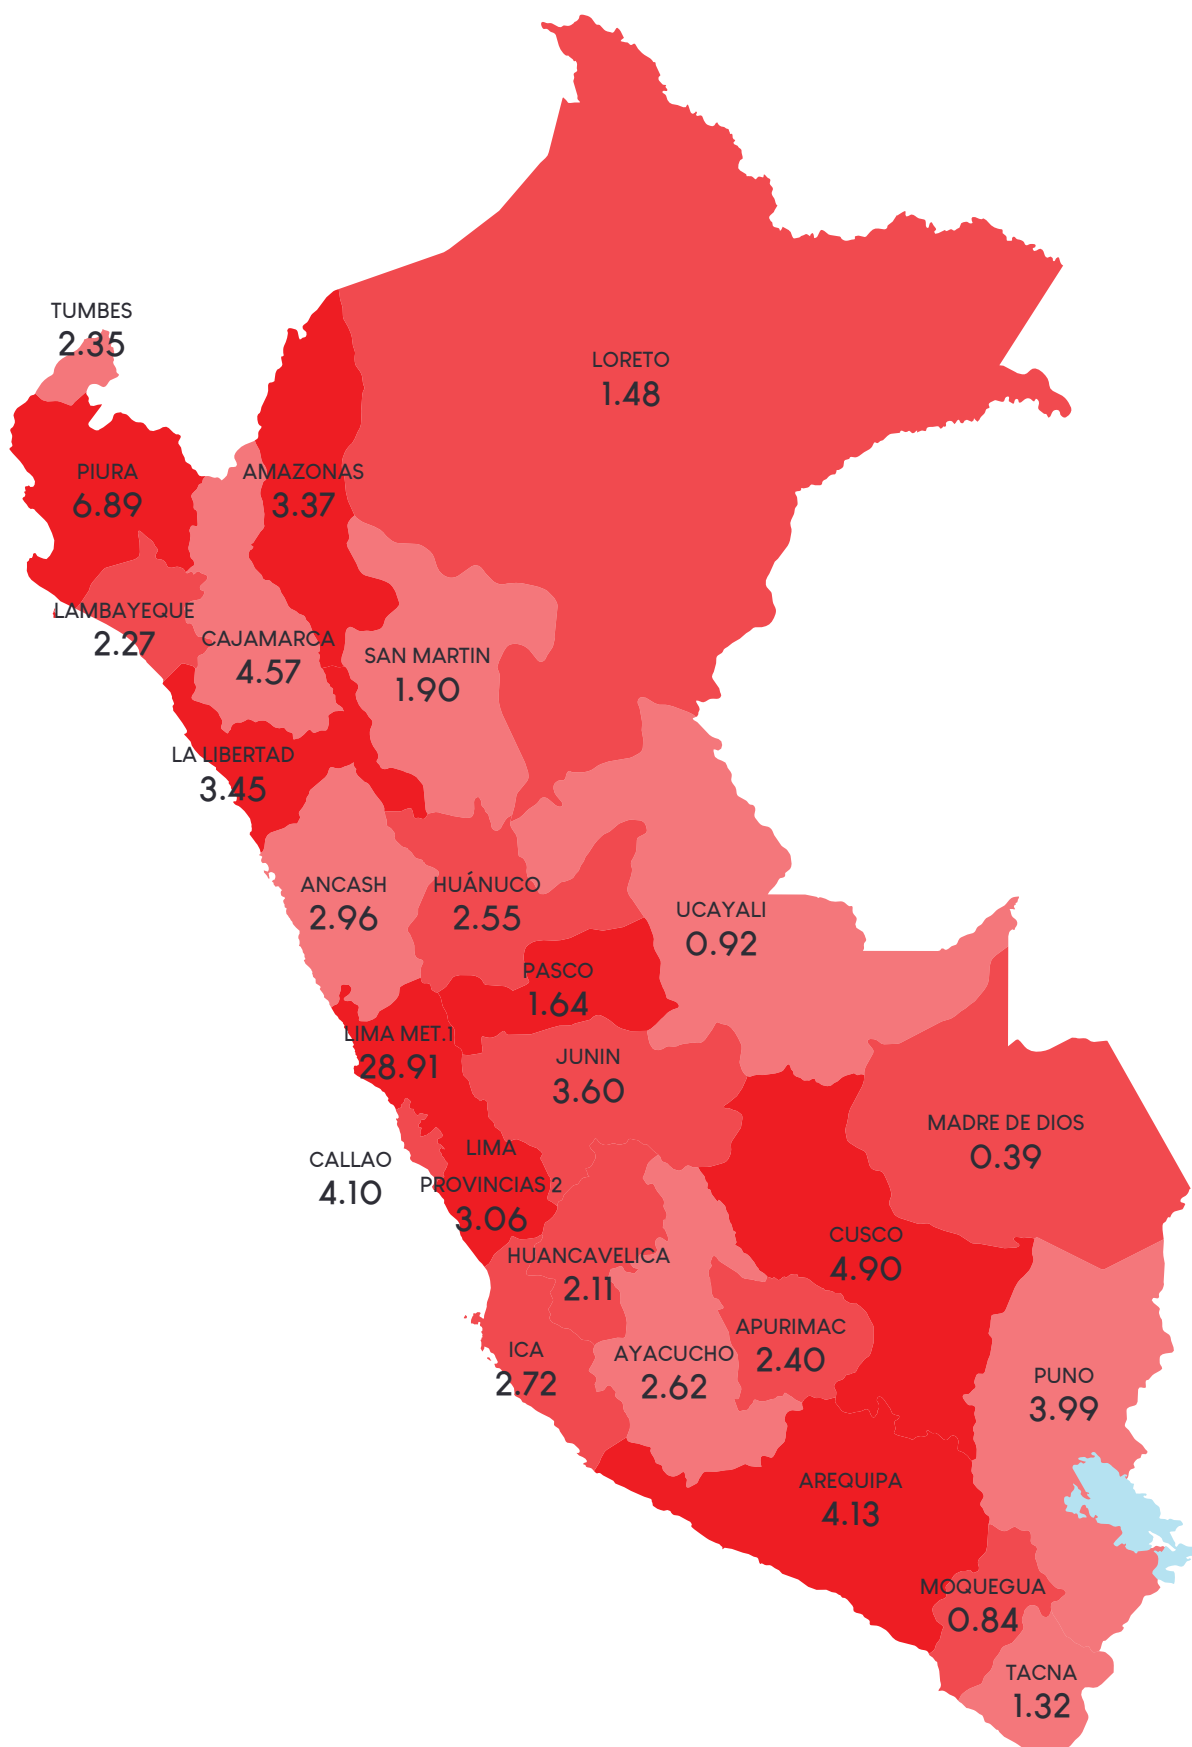 TUMBES
2.35
LORETO
1.48
PIURA
6.89
AMAZONAS
3.37
LAMBAYEQUE
2.27
CAJAMARCA
4.57
SAN MARTIN
1.90
LA LIBERTAD
3.45
ANCASH
2.96
HUÁNUCO
2.55
UCAYALI
0.92
PASCO
1.64
LIMA MET.1
28.91
JUNIN
3.60
MADRE DE DIOS
0.39
CALLAO
4.10
LIMA
PROVINCIAS 2
3.06
CUSCO
4.90
HUANCAVELICA
2.11
APURIMAC
2.40
ICA
2.72
AYACUCHO
2.62
PUNO
3.99
AREQUIPA
4.13
MOQUEGUA
0.84
TACNA
1.32